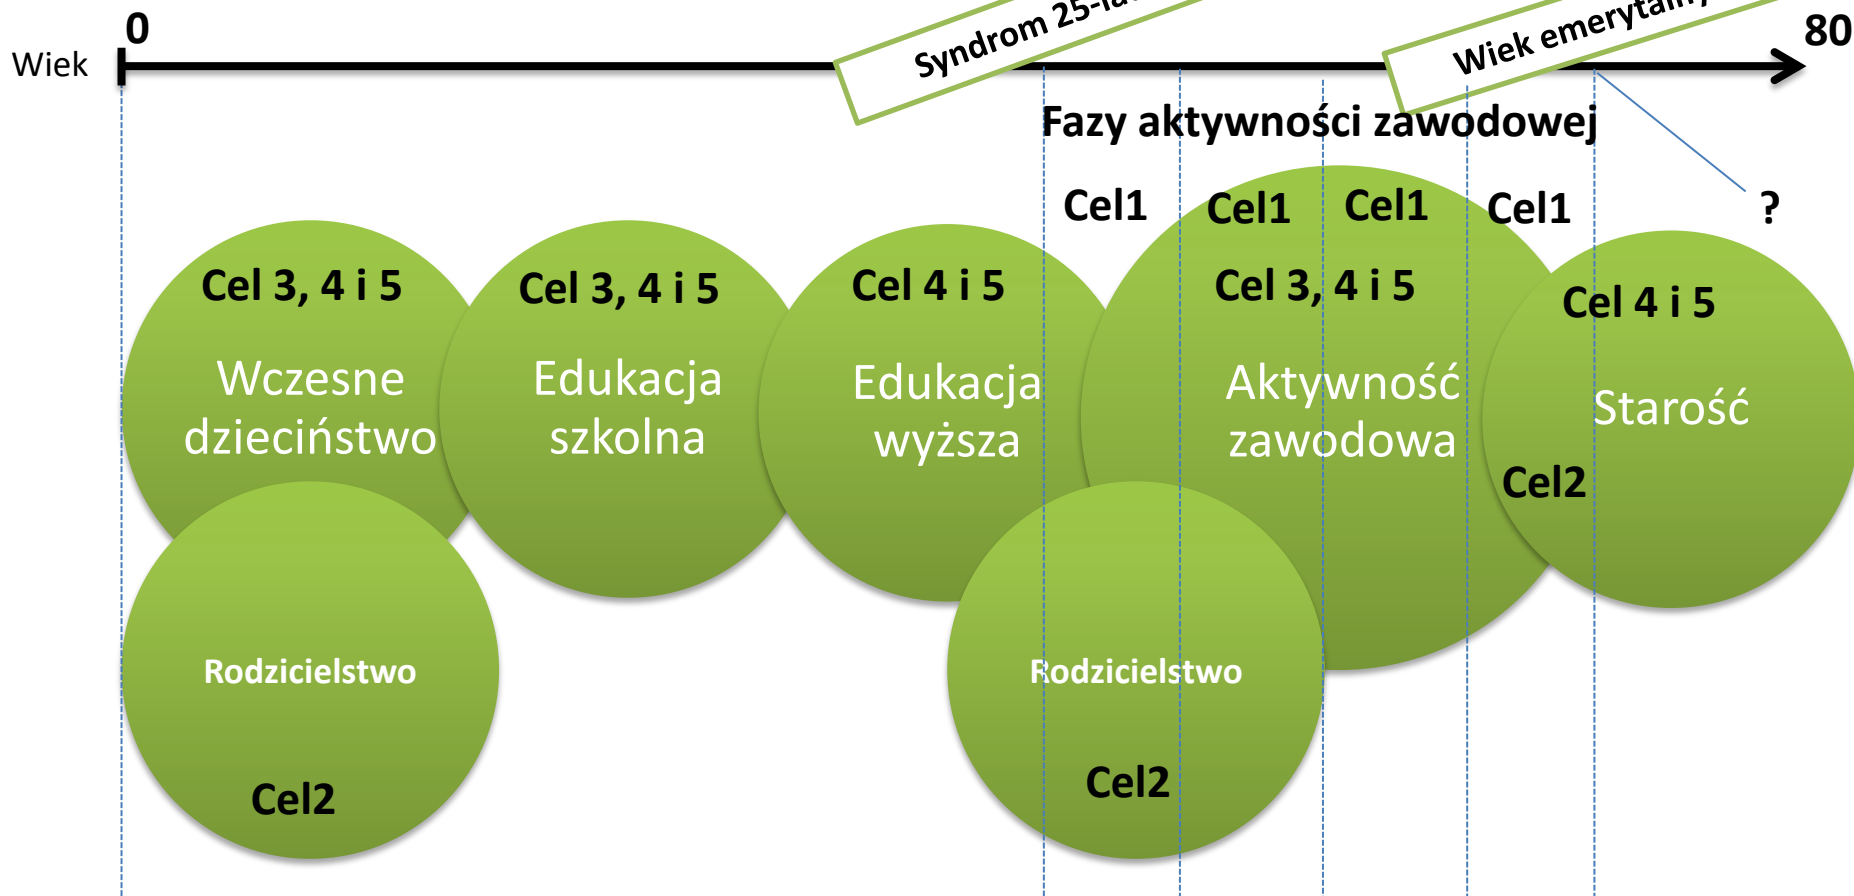 0
80
Wiek
Syndrom
Wiek emerytalny
Fazy aktywności zawodowej
Cel1
Cel1
Cel1
Cel1
?
Cel 3, 4 i 5
Cel 3, 4 i 5
Cel 4 i 5
Cel 3, 4 i 5
Cel 4 i 5
Wczesne
dzieciństwo
Edukacja
szkolna
Edukacja
wyższa
Aktywność
zawodowa
Starość
Cel2
Rodzicielstwo
Cel2
Rodzicielstwo
Cel2